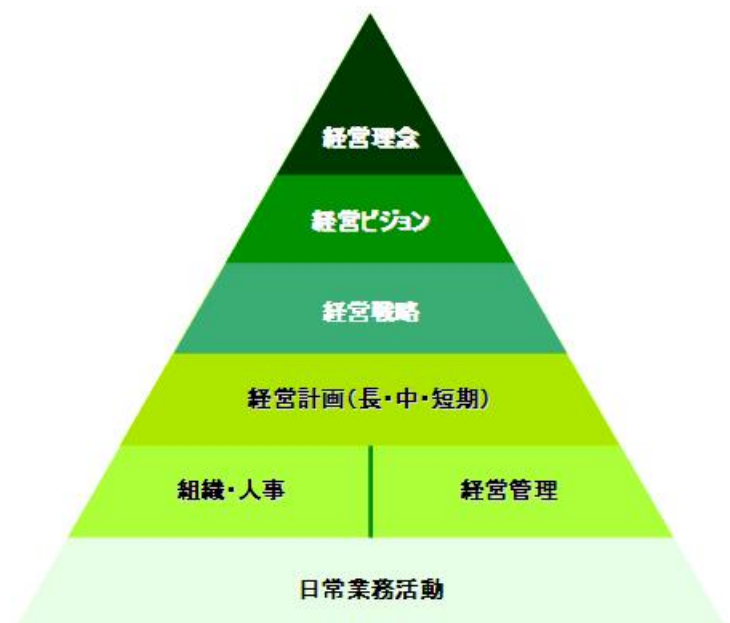 経営理念
経営ビジョン
経営戦略
経営計画(長・中・短期)
組織・人事
経営管理
日常業務活動